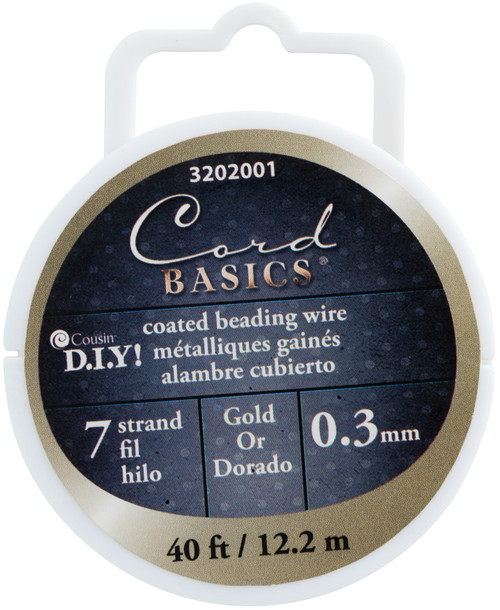 3202001
Cord
BASICS®
Cousin
D.I.Y!
coated beading wire
métalliques gainés
alambre cubierto
7 strand
fil
hilo
Gold
Or
Dorado
0.3mm
40 ft / 12.2 m